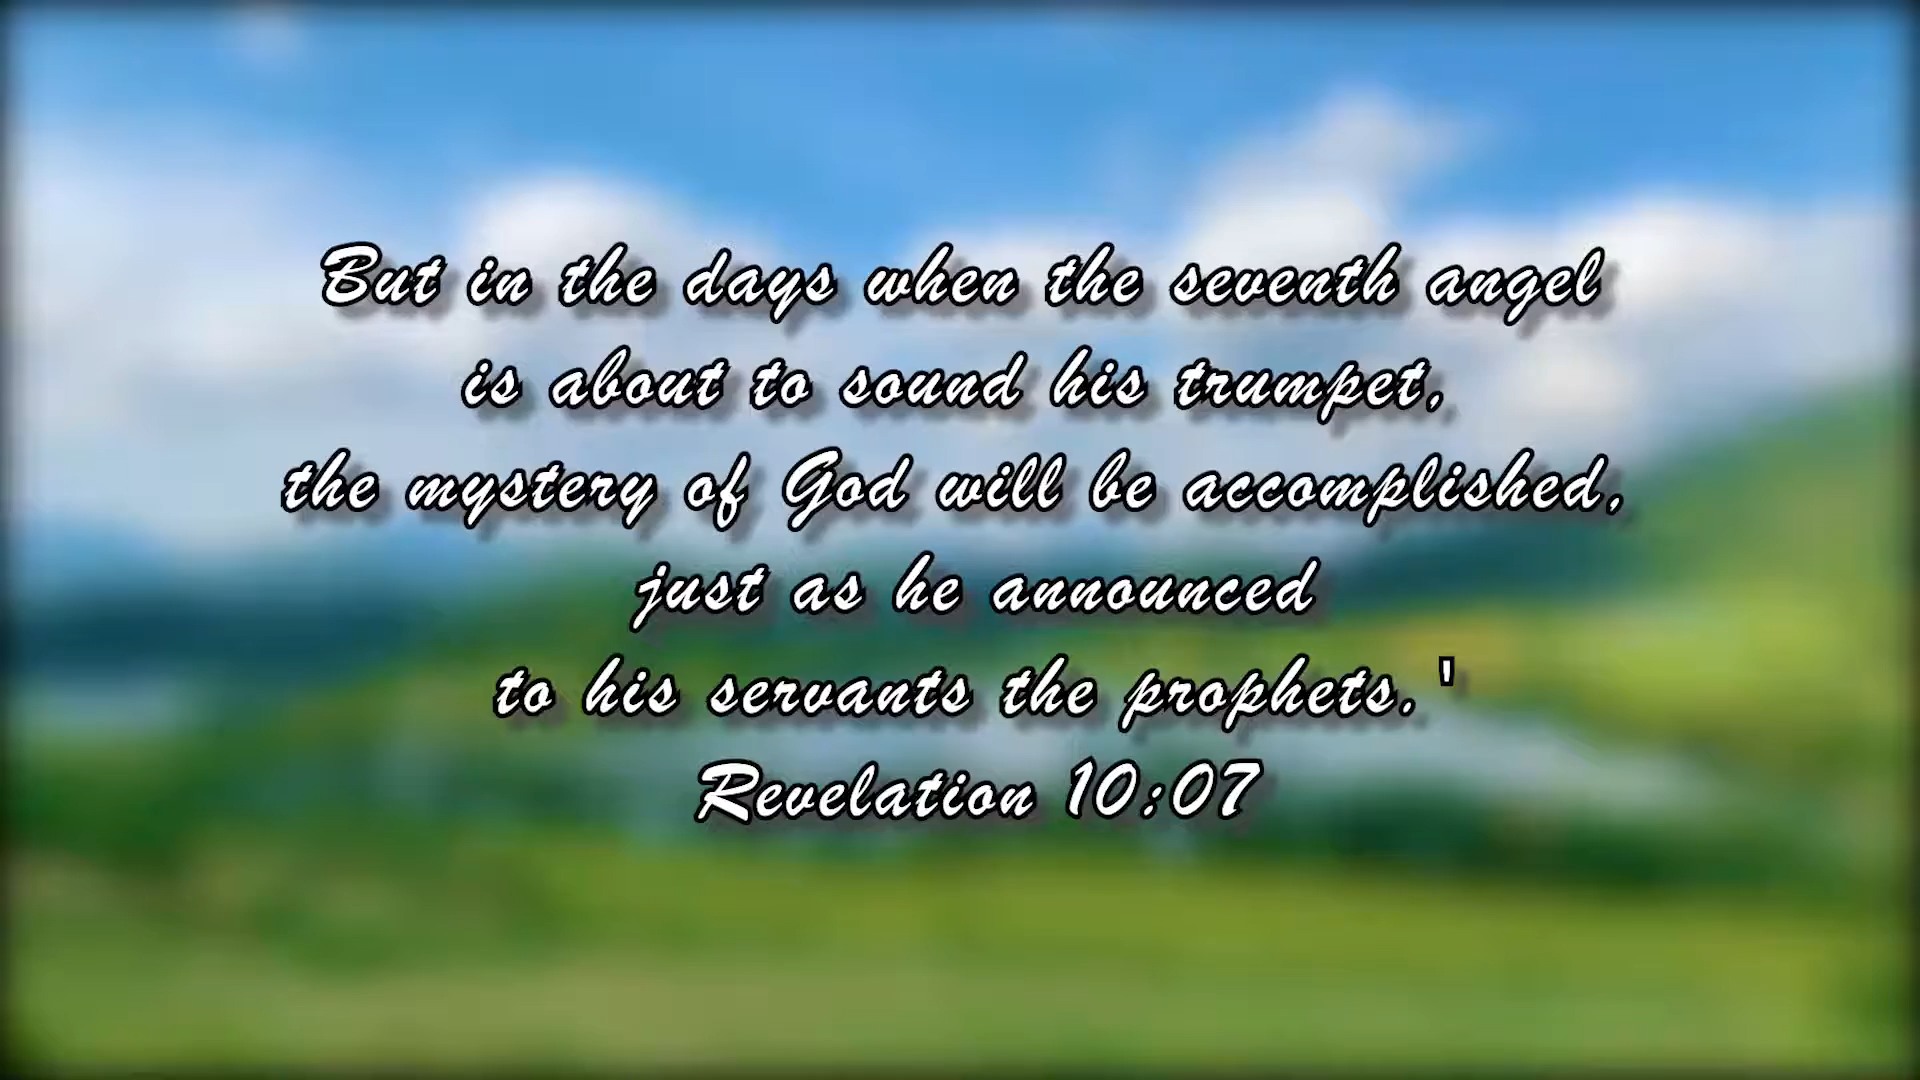 But in the days when the seventh angel
is about to sound his trumpet,
the mystery of God will be accomplished,
just as he announced
to his servants the prophets.'
Revelation 10:07